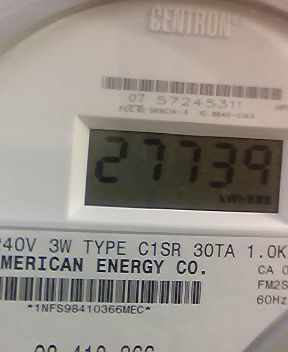 CENTRON®
07 57245311
27739
kWh
240V 3W TYPE C1SR 30TA 1.0K
AMERICAN ENERGY CO.
CA 0
FM2S
60Hz
*1NFS98410366MEC*